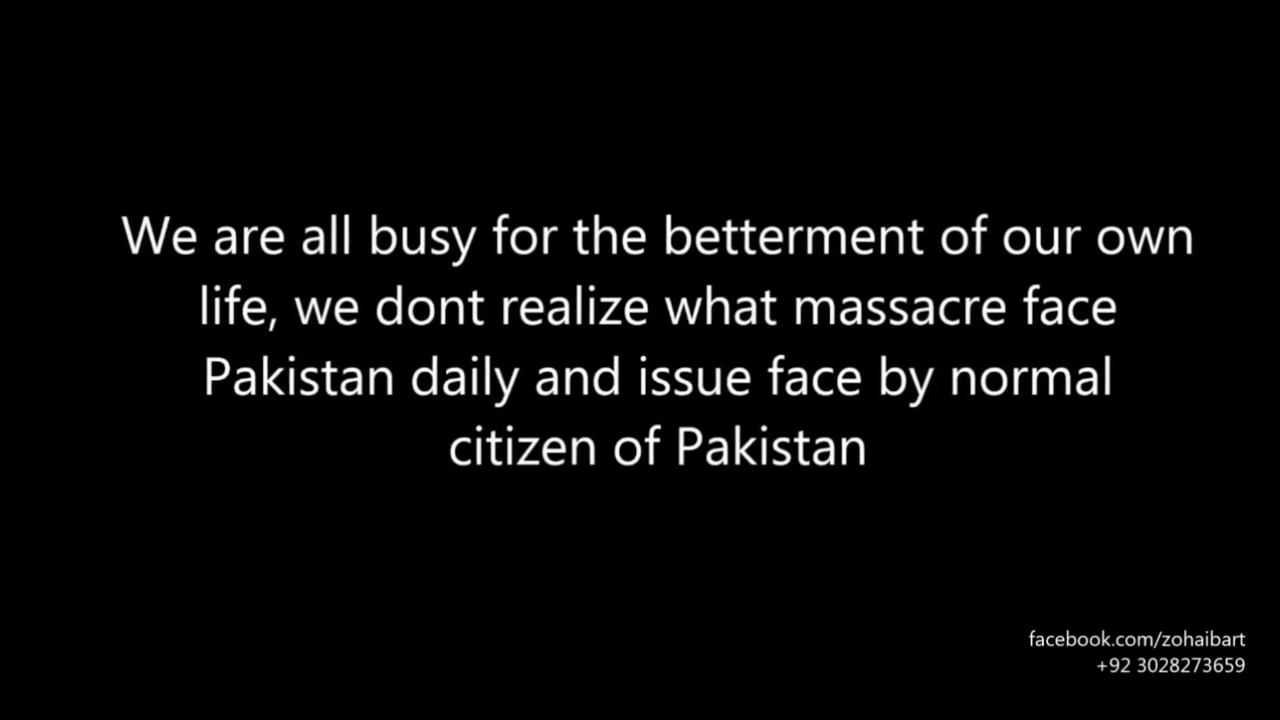 We are all busy for the betterment of our own
life, we dont realize what massacre face
Pakistan daily and issue face by normal
citizen of Pakistan
facebook.com/zohaibart
+92 3028273659